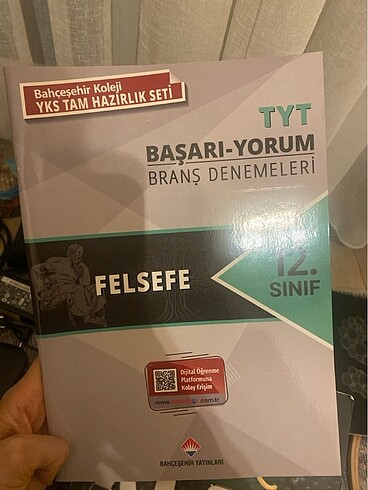 Bahçeşehir Koleji
YKS TAM HAZIRLIK SETİ
TYT
BAŞARI-YORUM
BRANŞ DENEMELERİ
12.
SINIF
FELSEFE
Dijital Öğrenme
Platformuna
Kolay Erişim
BAHÇEŞEHİR YAYINLARI